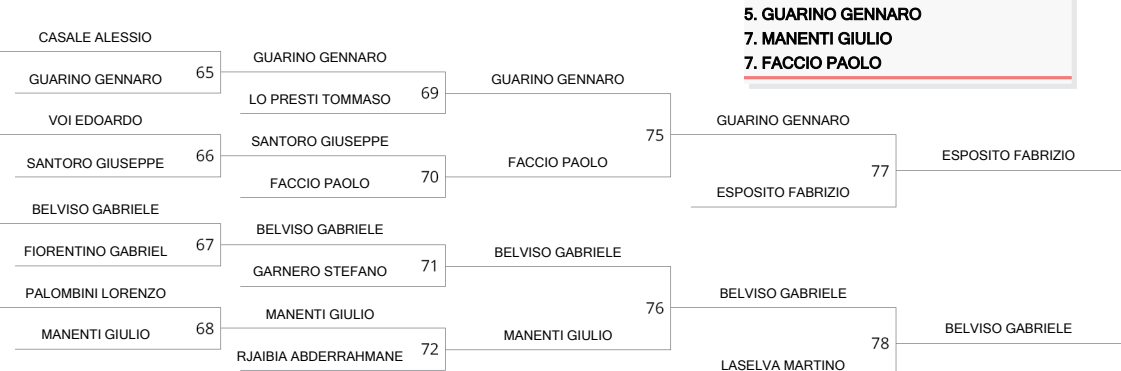 5. GUARINO GENNARO
7. MANENTI GIULIO
7. FACCIO PAOLO
CASALE ALESSIO
GUARINO GENNARO
65
VOI EDOARDO
SANTORO GIUSEPPE
66
BELVISO GABRIELE
FIORENTINO GABRIEL
67
PALOMBINI LORENZO
MANENTI GIULIO
68
GUARINO GENNARO
LO PRESTI TOMMASO
69
SANTORO GIUSEPPE
FACCIO PAOLO
70
BELVISO GABRIELE
GARNERO STEFANO
71
MANENTI GIULIO
RJAIBIA ABDERRAHMANE
72
GUARINO GENNARO
75
FACCIO PAOLO
BELVISO GABRIELE
76
MANENTI GIULIO
GUARINO GENNARO
77
ESPOSITO FABRIZIO
BELVISO GABRIELE
78
LASELVA MARTINO
ESPOSITO FABRIZIO
BELVISO GABRIELE